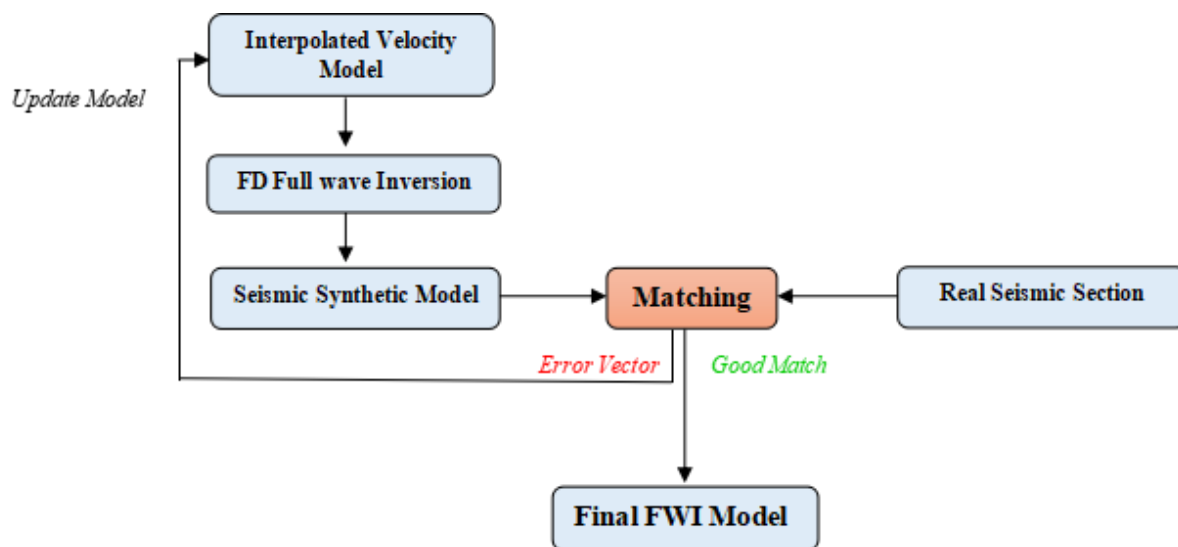 Interpolated Velocity
Model
Update Model
FD Full wave Inversion
Seismic Synthetic Model
Matching
Real Seismic Section
Error Vector
Good Match
Final FWI Model